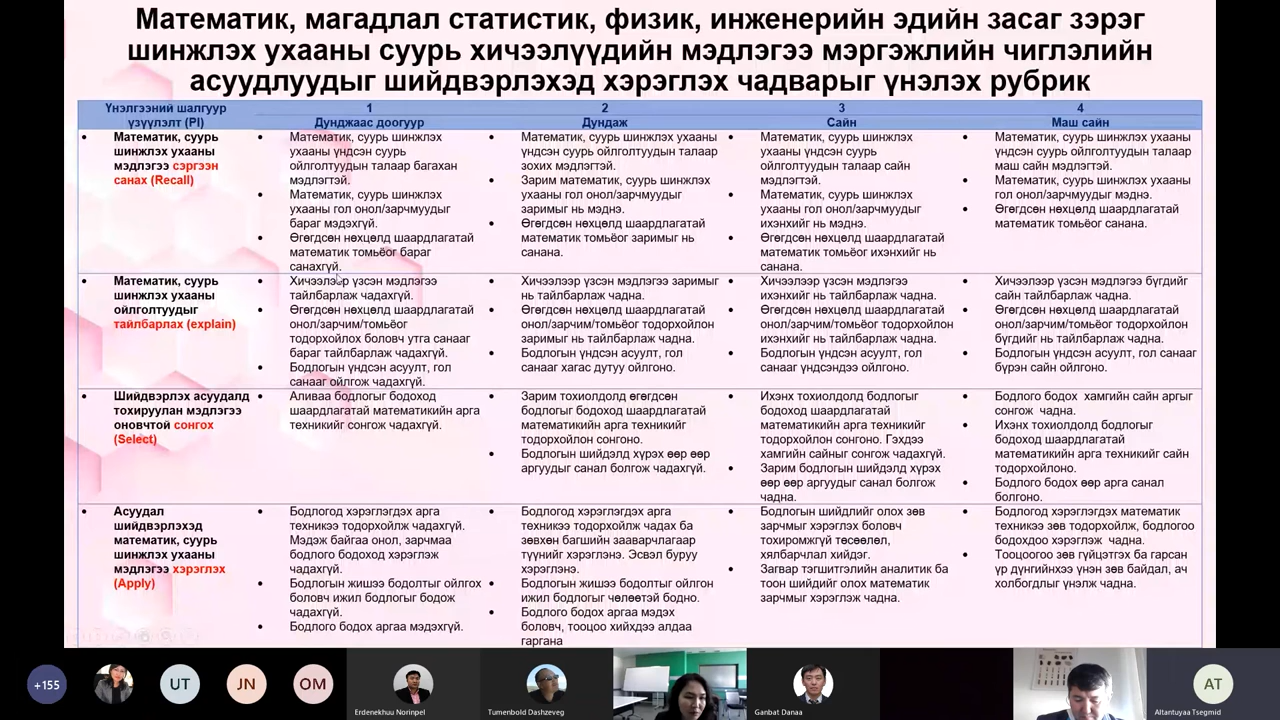 Математик, магадлал статистик, физик, инженерийн эдийн засаг зэрэг
шинжлэх ухааны суурь хичээлүүдийн мэдлэгээ мэргэжлийн чиглэлийн
асуудлуудыг шийдвэрлэхэд хэрэглэх чадварыг үнэлэх рубрик
Үнэлгээний шалгуур
үзүүлэлт (PI)
1
Дунджаас доогуур
2
Дундаж
3
Сайн
4
Маш сайн
Математик, суурь
шинжлэх ухааны
мэдлэгээ сэргээн
санах (Recall)
Математик, суурь шинжлэх
ухааны үндсэн суурь
ойлголтуудын талаар багахан
мэдлэгтэй.
Математик, суурь шинжлэх
ухааны гол онол/зарчмуудыг
бараг мэдэхгүй.
Өгөгдсөн нөхцөлд шаардлагатай
математик томьёог бараг
санахгүй.
Математик, суурь шинжлэх ухааны
үндсэн суурь ойлголтуудын талаар
зохих мэдлэгтэй.
Зарим математик, суурь шинжлэх
ухааны гол онол/зарчмуудыг
заримыг нь мэднэ.
Өгөгдсөн нөхцөлд шаардлагатай
математик томьёог заримыг нь
санана.
Математик, суурь шинжлэх
ухааны үндсэн суурь
ойлголтуудын талаар сайн
мэдлэгтэй.
Математик, суурь шинжлэх
ухааны гол онол/зарчмуудыг
ихэнхийг нь мэднэ.
Өгөгдсөн нөхцөлд шаардлагатай
математик томьёог ихэнхийг нь
санана.
Математик, суурь шинжлэх ухааны
үндсэн суурь ойлголтуудын талаар
маш сайн мэдлэгтэй.
Математик, суурь шинжлэх ухааны
гол онол/зарчмуудыг мэднэ.
Өгөгдсөн нөхцөлд шаардлагатай
математик томьёог санана.
Математик, суурь
шинжлэх ухааны
ойлголтуудыг
тайлбарлах (explain)
Хичээлээр үзсэн мэдлэгээ
тайлбарлаж чадахгүй.
Өгөгдсөн нөхцөлд шаардлагатай
онол/зарчим/томьёог
тодорхойлох боловч утга санааг
бараг тайлбарлаж чадахгүй.
Бодлогын үндсэн асуулт, гол
санааг ойлгож чадахгүй.
Хичээлээр үзсэн мэдлэгээ заримыг
нь тайлбарлаж чадна.
Өгөгдсөн нөхцөлд шаардлагатай
онол/зарчим/томьёог тодорхойлон
заримыг нь тайлбарлаж чадна.
Бодлогын үндсэн асуулт, гол
санааг хагас дутуу ойлгоно.
Хичээлээр үзсэн мэдлэгээ
ихэнхийг нь тайлбарлаж чадна.
Өгөгдсөн нөхцөлд шаардлагатай
онол/зарчим/томьёог тодорхойлон
ихэнхийг нь тайлбарлаж чадна.
Бодлогын үндсэн асуулт, гол
санааг үндсэндээ ойлгоно.
Хичээлээр үзсэн мэдлэгээ бүгдийг
сайн тайлбарлаж чадна.
Өгөгдсөн нөхцөлд шаардлагатай
онол/зарчим/томьёог тодорхойлон
бүгдийг нь тайлбарлаж чадна.
Бодлогын үндсэн асуулт, гол санааг
бүрэн сайн ойлгоно.
Шийдвэрлэх асуудалд
тохируулан мэдлэгээ
оновчтой сонгох
(Select)
Аливаа бодлогыг бодоход
шаардлагатай математикийн арга
техникийг сонгож чадахгүй.
Зарим тохиолдолд өгөгдсөн
бодлогыг бодоход шаардлагатай
математикийн арга техникийг
тодорхойлон сонгоно.
Бодлогын шийдэлд хүрэх өөр өөр
аргуудыг санал болгож чадахгүй.
Ихэнх тохиолдолд бодлогыг
бодоход шаардлагатай
математикийн арга техникийг
тодорхойлон сонгоно. Гэхдээ
хамгийн сайныг сонгож чадахгүй.
Зарим бодлогын шийдэлд хүрэх
өөр өөр аргуудыг санал болгож
чадна.
Бодлого бодох хамгийн сайн аргыг
сонгож чадна.
Ихэнх тохиолдолд бодлогыг
бодоход шаардлагатай
математикийн арга техникийг сайн
тодорхойлоно.
Бодлого бодох өөр арга санал
болгоно.
Асуудал
шийдвэрлэхэд
математик, суурь
шинжлэх ухааны
мэдлэгээ хэрэглэх
(Apply)
Бодлогод хэрэглэгдэх арга
техникээ тодорхойлж чадахгүй.
Мэдэж байгаа онол, зарчмаа
бодлого бодоход хэрэглэж
чадахгүй.
Бодлогын жишээ бодолтыг ойлгох
боловч ижил бодлогыг бодож
чадахгүй.
Бодлого бодох аргаа мэдэхгүй.
Бодлогод хэрэглэгдэх арга
техникээ тодорхойлж чадах ба
зөвхөн багшийн зааварчлагаар
түүнийг хэрэглэнэ. Эсвэл буруу
хэрэглэнэ.
Бодлогын жишээ бодолтыг ойлгон
ижил бодлогыг чөлөөтэй бодно.
Бодлого бодох аргаа мэдэх
боловч, тооцоо хийхдээ алдаа
гаргана
Бодлогын шийдлийг олох зөв
зарчмыг хэрэглэх боловч
тохиромжгүй төсөөлөл,
хялбарчлал хийдэг.
Загвар тэгшитгэлийн аналитик ба
тоон шийдийг олох математик
зарчмыг хэрэглэж чадна.
Бодлогод хэрэглэгдэх математик
техникээ зөв тодорхойлж, бодлогоо
бодохдоо хэрэглэж чадна.
Тооцоогоо зөв гүйцэтгэх ба гарсан
үр дүнгийнхээ үнэн зөв байдал, ач
холбогдлыг үнэлж чадна.
+155
UT
JN
OM
Erdenekhuu Norinpel
Tumenbold Dashzeveg
Ganbat Danaa
AT
Altantuyaa Tsegmid